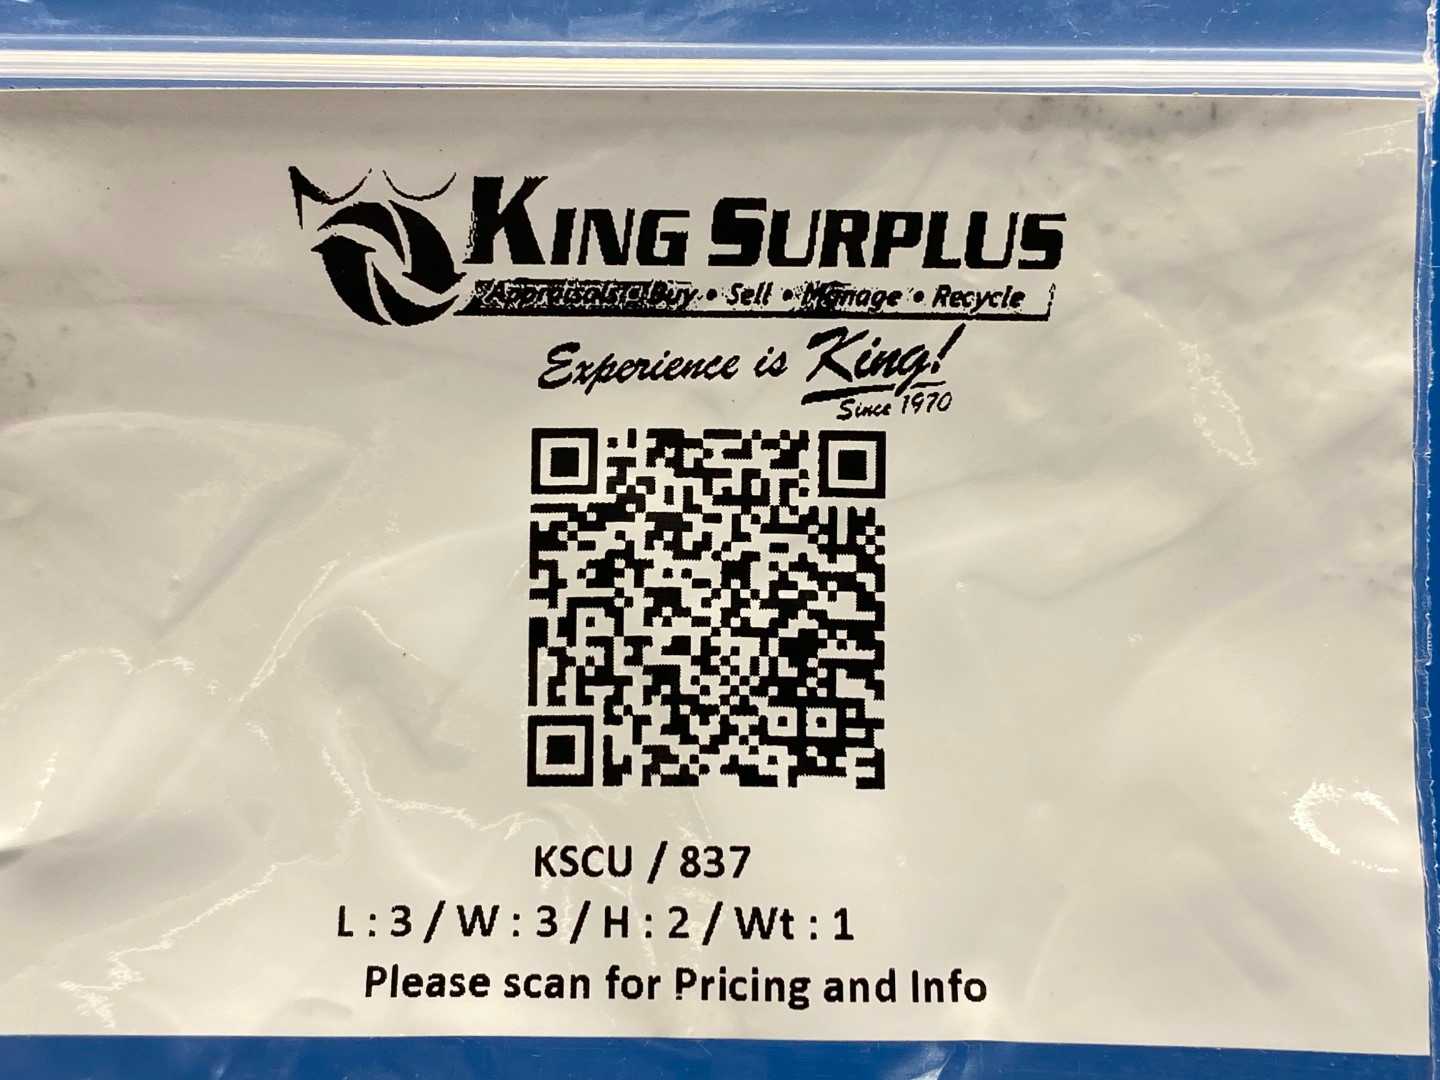 KING SURPLUS
Appraisals • Buy • Sell • Manage • Recycle
Experience is King!
Since 1970
KSCU / 837
L : 3 / W : 3 / H : 2 / Wt : 1
Please scan for Pricing and Info